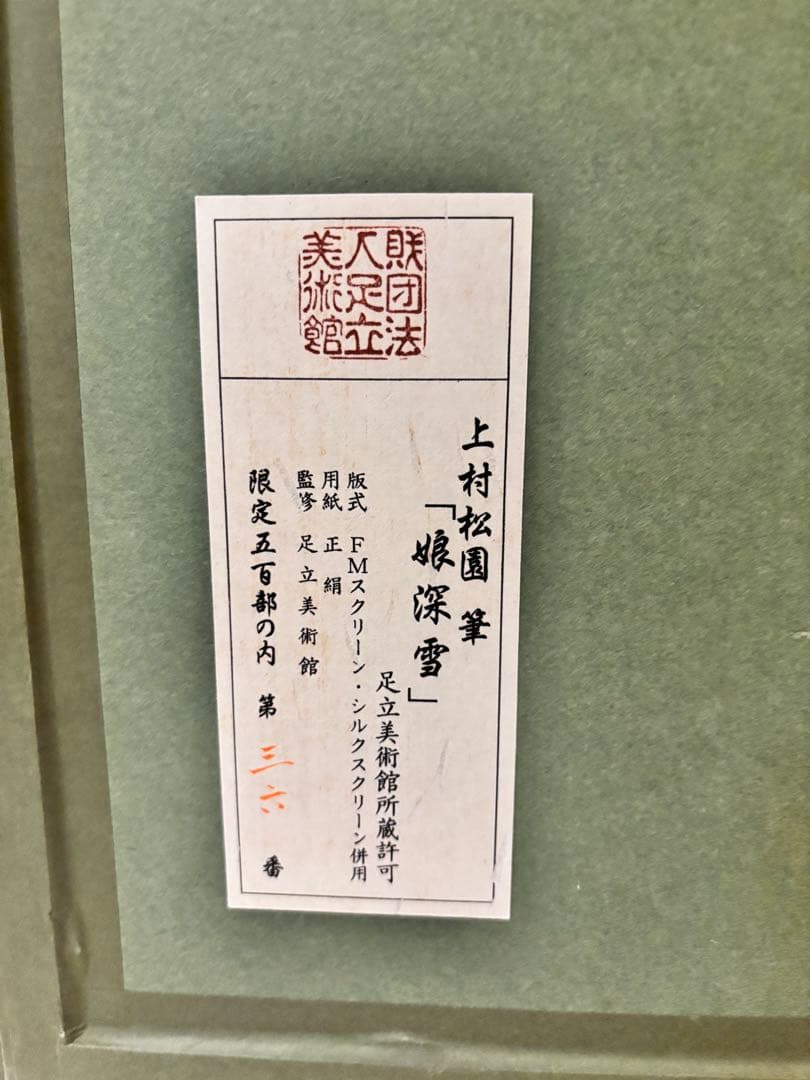 財団法
人足立
美術館
上村松園 筆
「娘深雪」
足立美術館所蔵許可
版式 FMスクリーン・シルクスクリーン併用
用紙 正絹
監修 足立美術館
限定五百部の内 第三六番